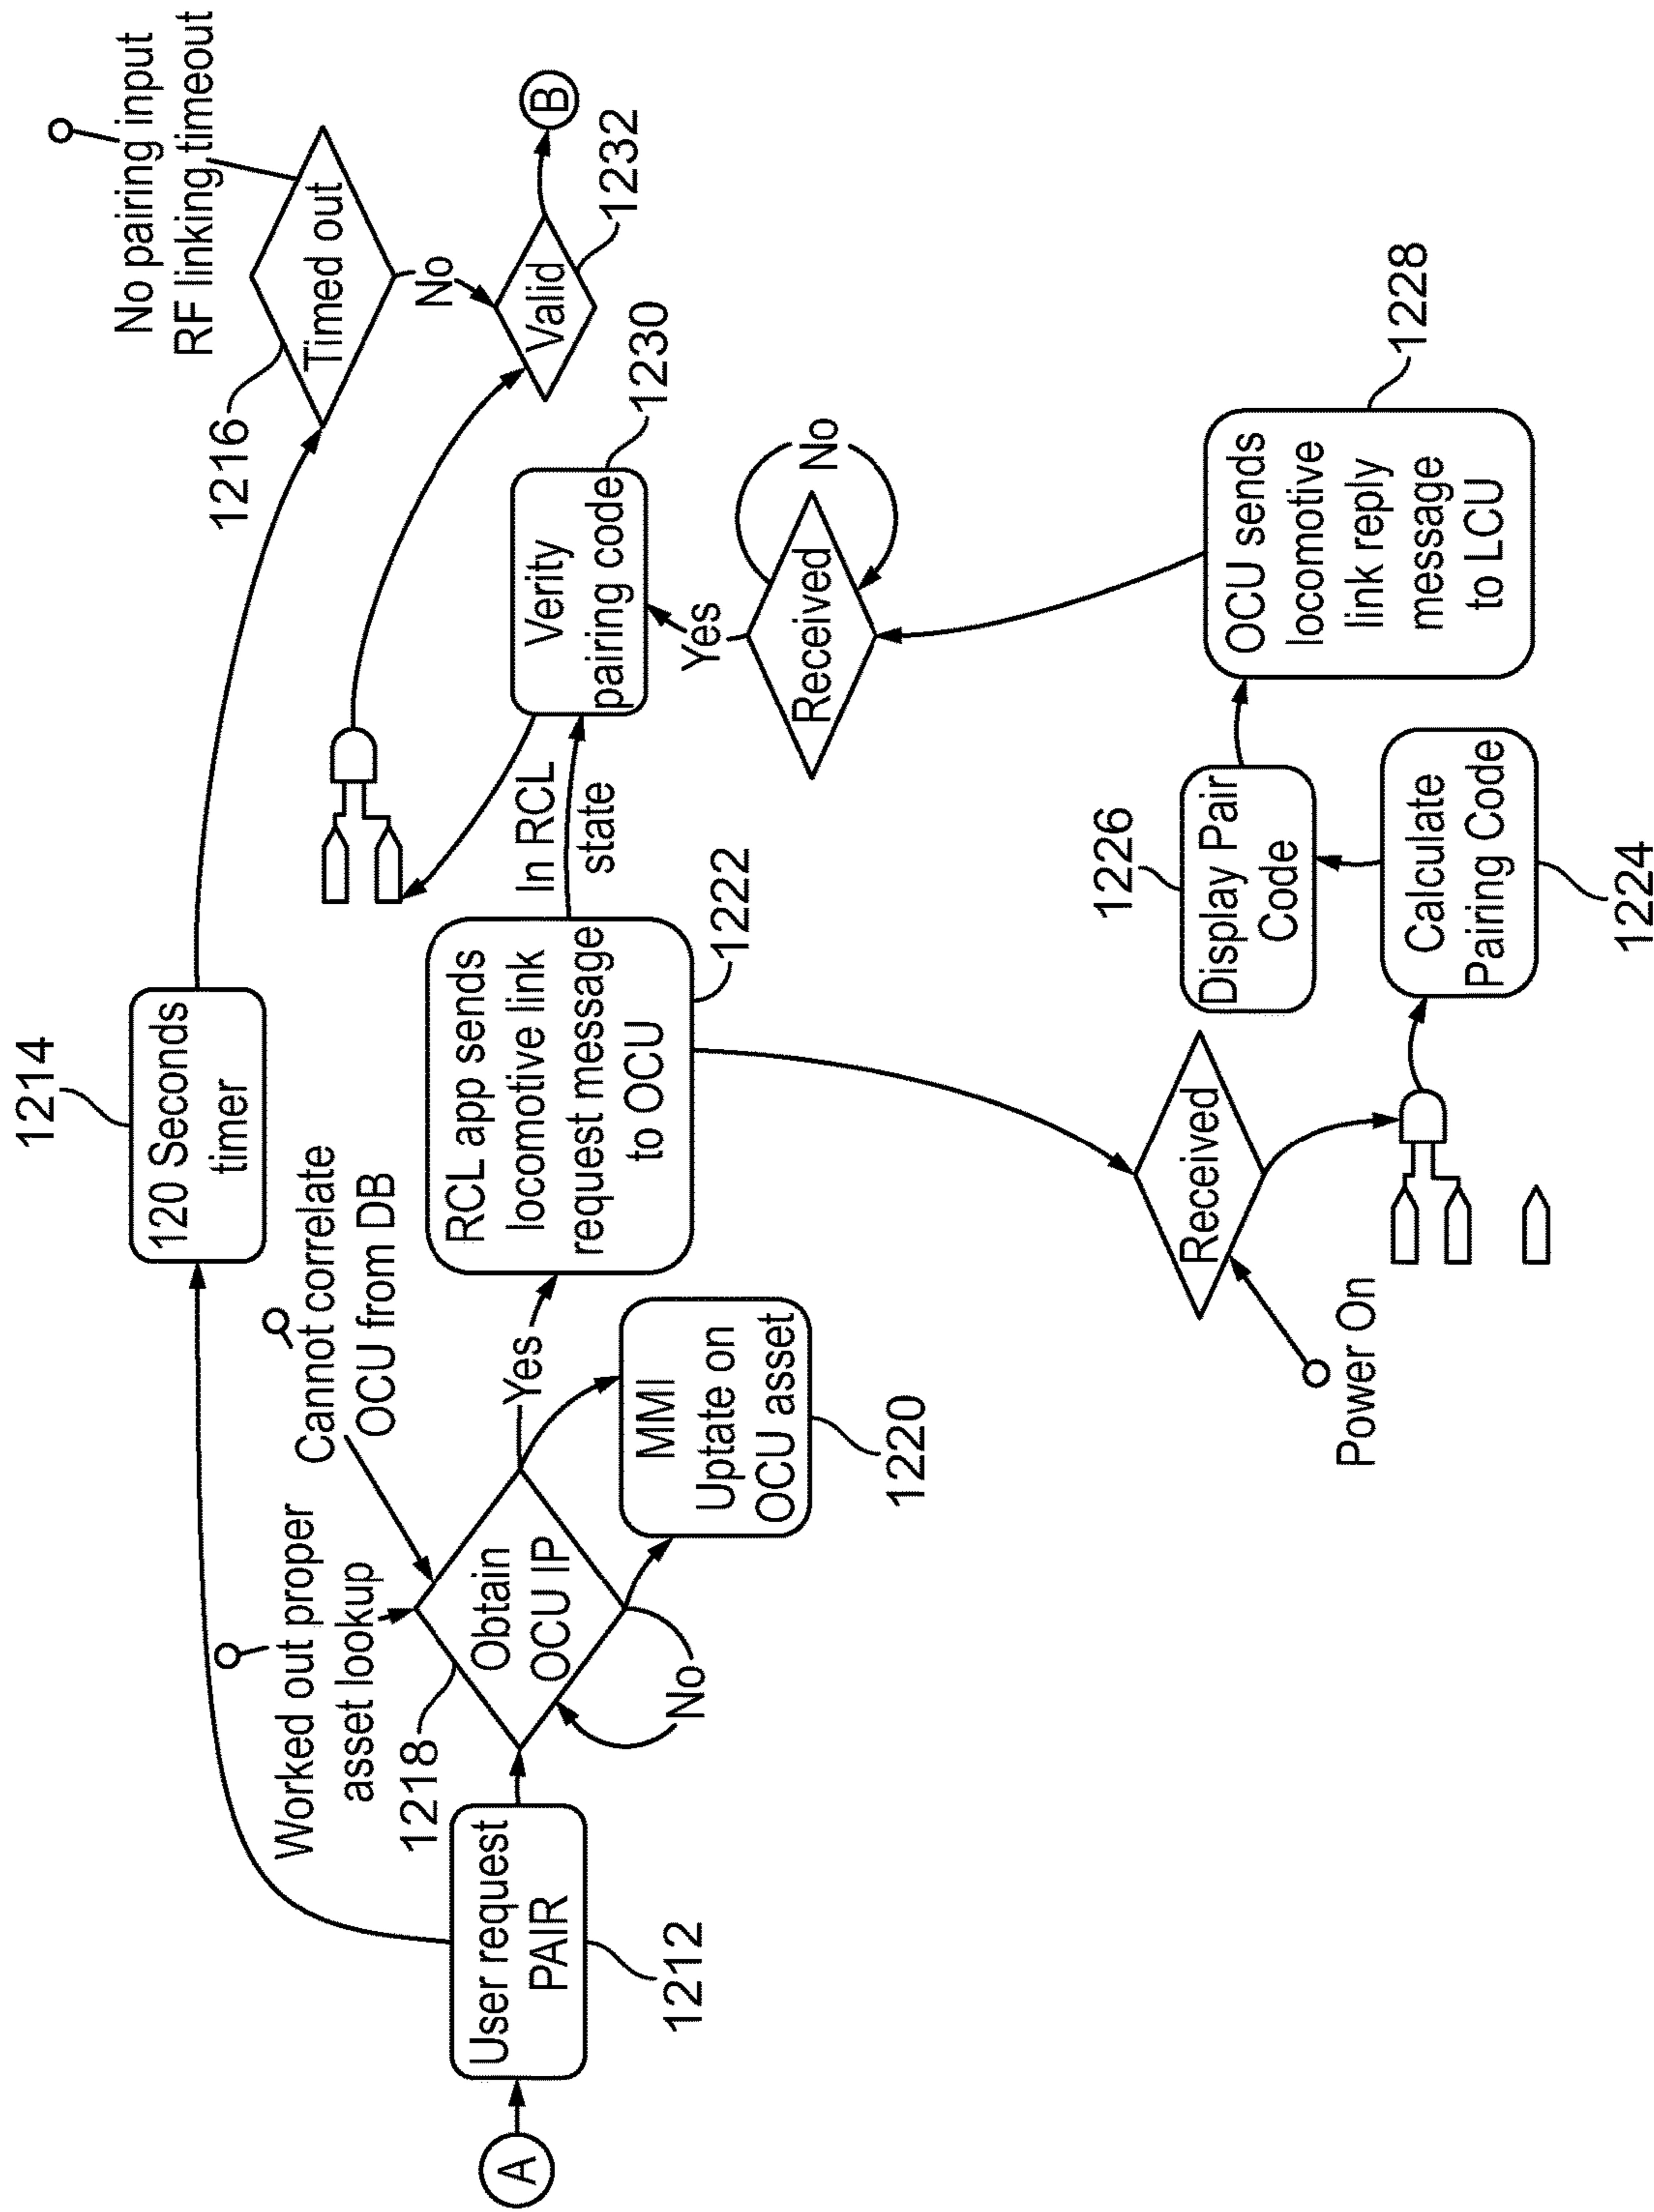 A
User request
PAIR
1212
1214
120 Seconds
timer
1216
Timed out
No pairing input
RF linking timeout
No
Worked out proper
asset lookup
Cannot correlate
OCU from DB
1218
Obtain
OCU IP
No
Yes
MMI
Uptate on
OCU asset
1220
RCL app sends
locomotive link
request message
to OCU
1222
In RCL
state
Verity
pairing code
1230
Valid
1232
B
Yes
Received
No
Power On
Received
Calculate
Pairing Code
1224
1226
Display Pair
Code
OCU sends
locomotive
link reply
message
to LCU
1228